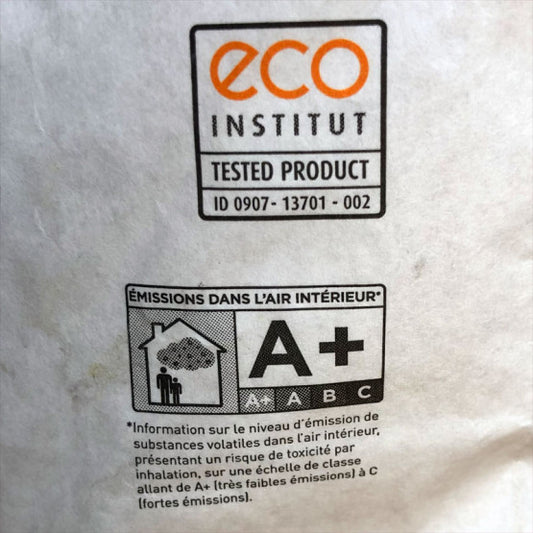 eco
INSTITUT
TESTED PRODUCT
ID 0907- 13701 - 002
ÉMISSIONS DANS L'AIR INTÉRIEUR*
A+
A+ A B C
*Information sur le niveau d'émission de
substances volatiles dans l'air intérieur,
présentant un risque de toxicité par
inhalation, sur une échelle de classe
allant de A+ (très faibles émissions) à C
(fortes émissions).